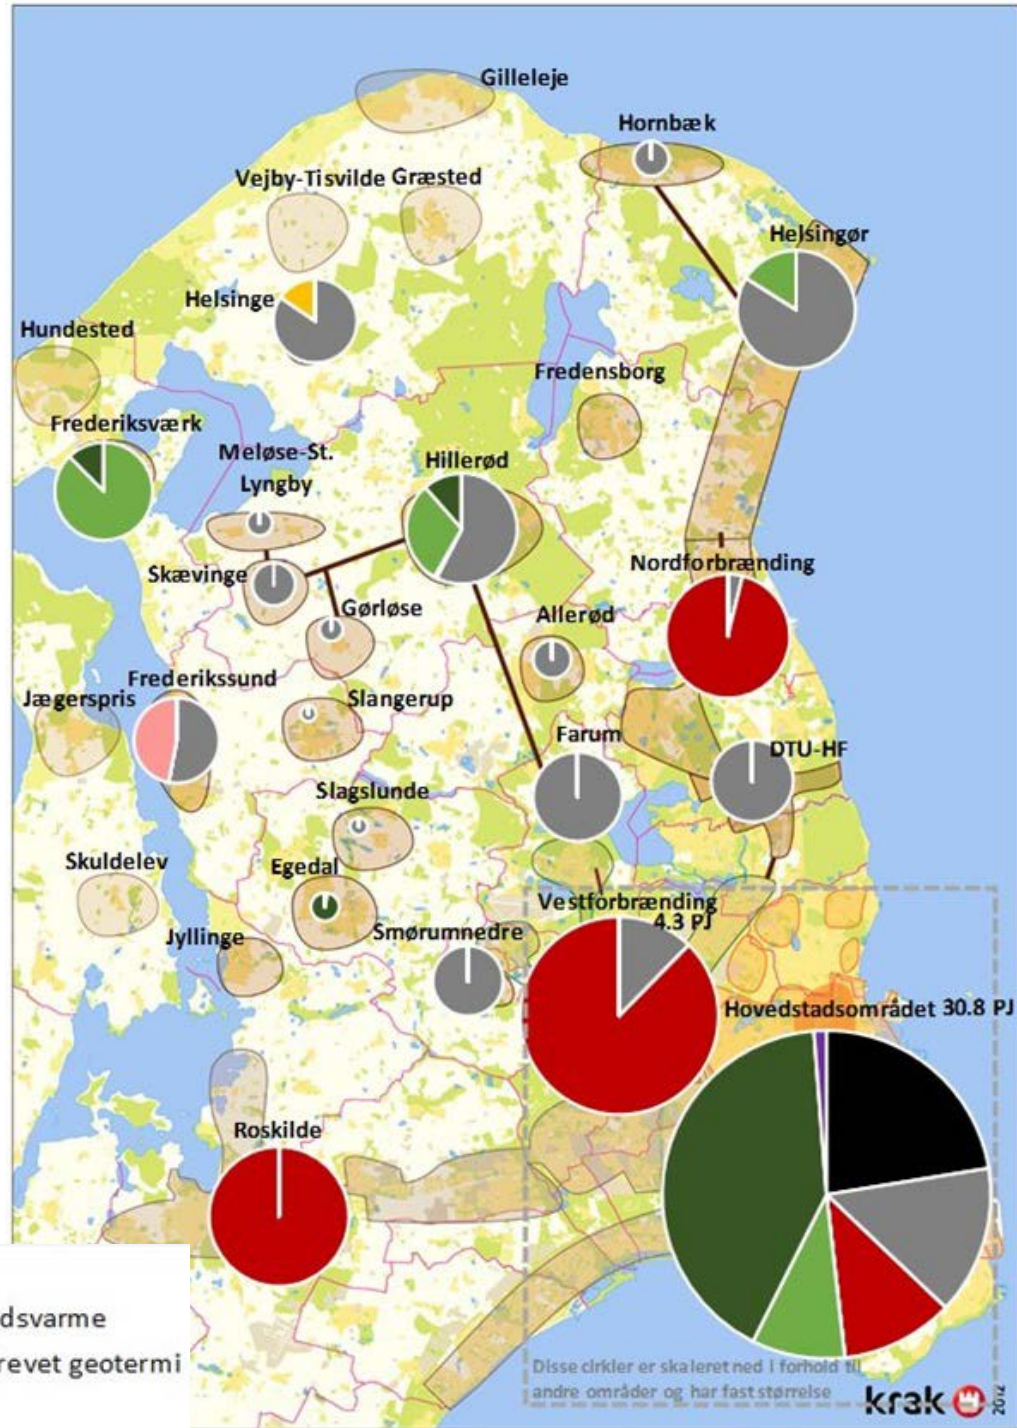 Gilleleje
Hornbæk
Vejby-Tisvilde
Græsted
Helsingør
Helsinge
Hundested
Fredensborg
Frederiksværk
Meløse-St.
Lyngby
Hillerød
Skævinge
Nordforbrænding
Gørløse
Allerød
Frederikssund
Jægerspris
Slangerup
Farum
DTU-HF
Slagslunde
Skuldelev
Egedal
Vestforbrænding
4.3 PJ
Jyllinge
Smørumnedre
Hovedstadsområdet 30.8 PJ
Roskilde
dsvarme
revet geotermi
Disse cirkler er skaleret ned i forhold til
andre områder og har fast størrelse
krak
2012